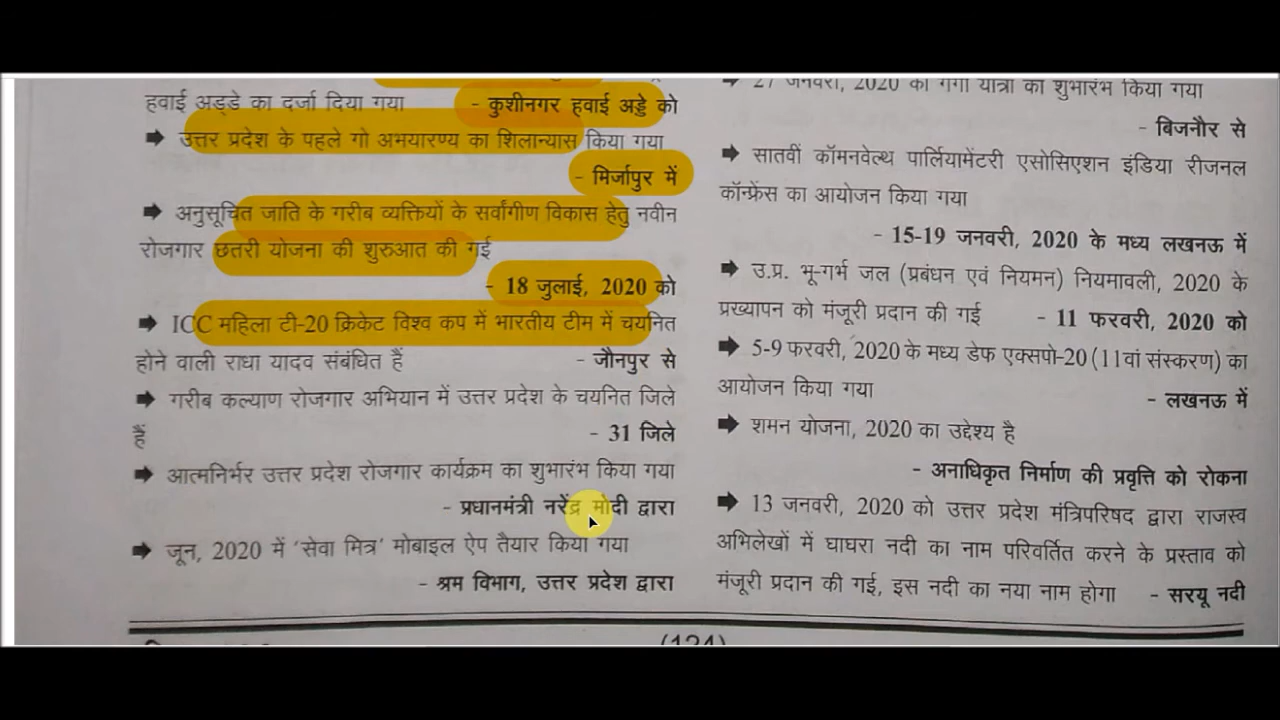 हवाई अड्डे का दर्जा दिया गया - कुशीनगर हवाई अड्डे को
➡ उत्तर प्रदेश के पहले गो अभयारण्य का शिलान्यास किया गया
- मिर्जापुर में
➡ अनुसूचित जाति के गरीब व्यक्तियों के सर्वांगीण विकास हेतु नवीन
रोजगार छतरी योजना की शुरुआत की गई
- 18 जुलाई, 2020 को
➡ ICC महिला टी-20 क्रिकेट विश्व कप में भारतीय टीम में चयनित
होने वाली राधा यादव संबंधित हैं - जौनपुर से
➡ गरीब कल्याण रोजगार अभियान में उत्तर प्रदेश के चयनित जिले
हैं - 31 जिले
➡ आत्मनिर्भर उत्तर प्रदेश रोजगार कार्यक्रम का शुभारंभ किया गया
- प्रधानमंत्री नरेंद्र मोदी द्वारा
➡ जून, 2020 में ‘सेवा मित्र’ मोबाइल ऐप तैयार किया गया
- श्रम विभाग, उत्तर प्रदेश द्वारा
➡ 27 जनवरी, 2020 को गंगा यात्रा का शुभारंभ किया गया
- बिजनौर से
➡ सातवीं कॉमनवेल्थ पार्लियामेंटरी एसोसिएशन इंडिया रीजनल
कॉन्फ्रेंस का आयोजन किया गया
- 15-19 जनवरी, 2020 के मध्य लखनऊ में
➡ उ.प्र. भू-गर्भ जल (प्रबंधन एवं नियमन) नियमावली, 2020 के
प्रख्यापन को मंजूरी प्रदान की गई - 11 फरवरी, 2020 को
➡ 5-9 फरवरी, 2020 के मध्य डेफ एक्सपो-20 (11वां संस्करण) का
आयोजन किया गया
- लखनऊ में
➡ शमन योजना, 2020 का उद्देश्य है
- अनाधिकृत निर्माण की प्रवृत्ति को रोकना
➡ 13 जनवरी, 2020 को उत्तर प्रदेश मंत्रिपरिषद द्वारा राजस्व
अभिलेखों में घाघरा नदी का नाम परिवर्तित करने के प्रस्ताव को
मंजूरी प्रदान की गई, इस नदी का नया नाम होगा - सरयू नदी
(124)